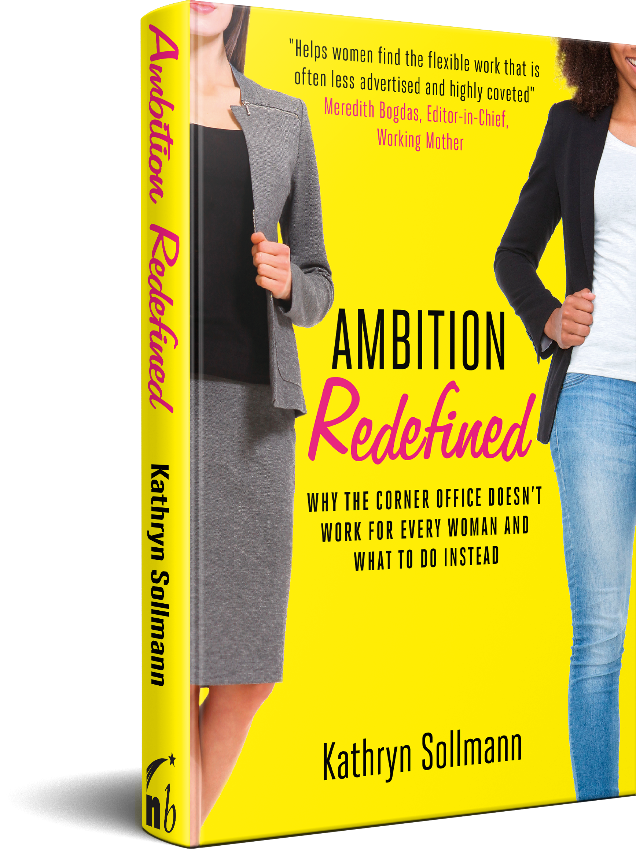 Ambition Redefined
Kathryn Sollmann
nb
"Helps women find the flexible work that is
often less advertised and highly coveted"
Meredith Bogdas, Editor-in-Chief,
Working Mother
AMBITION
Redefined
WHY THE CORNER OFFICE DOESN'T
WORK FOR EVERY WOMAN AND
WHAT TO DO INSTEAD
Kathryn Sollmann